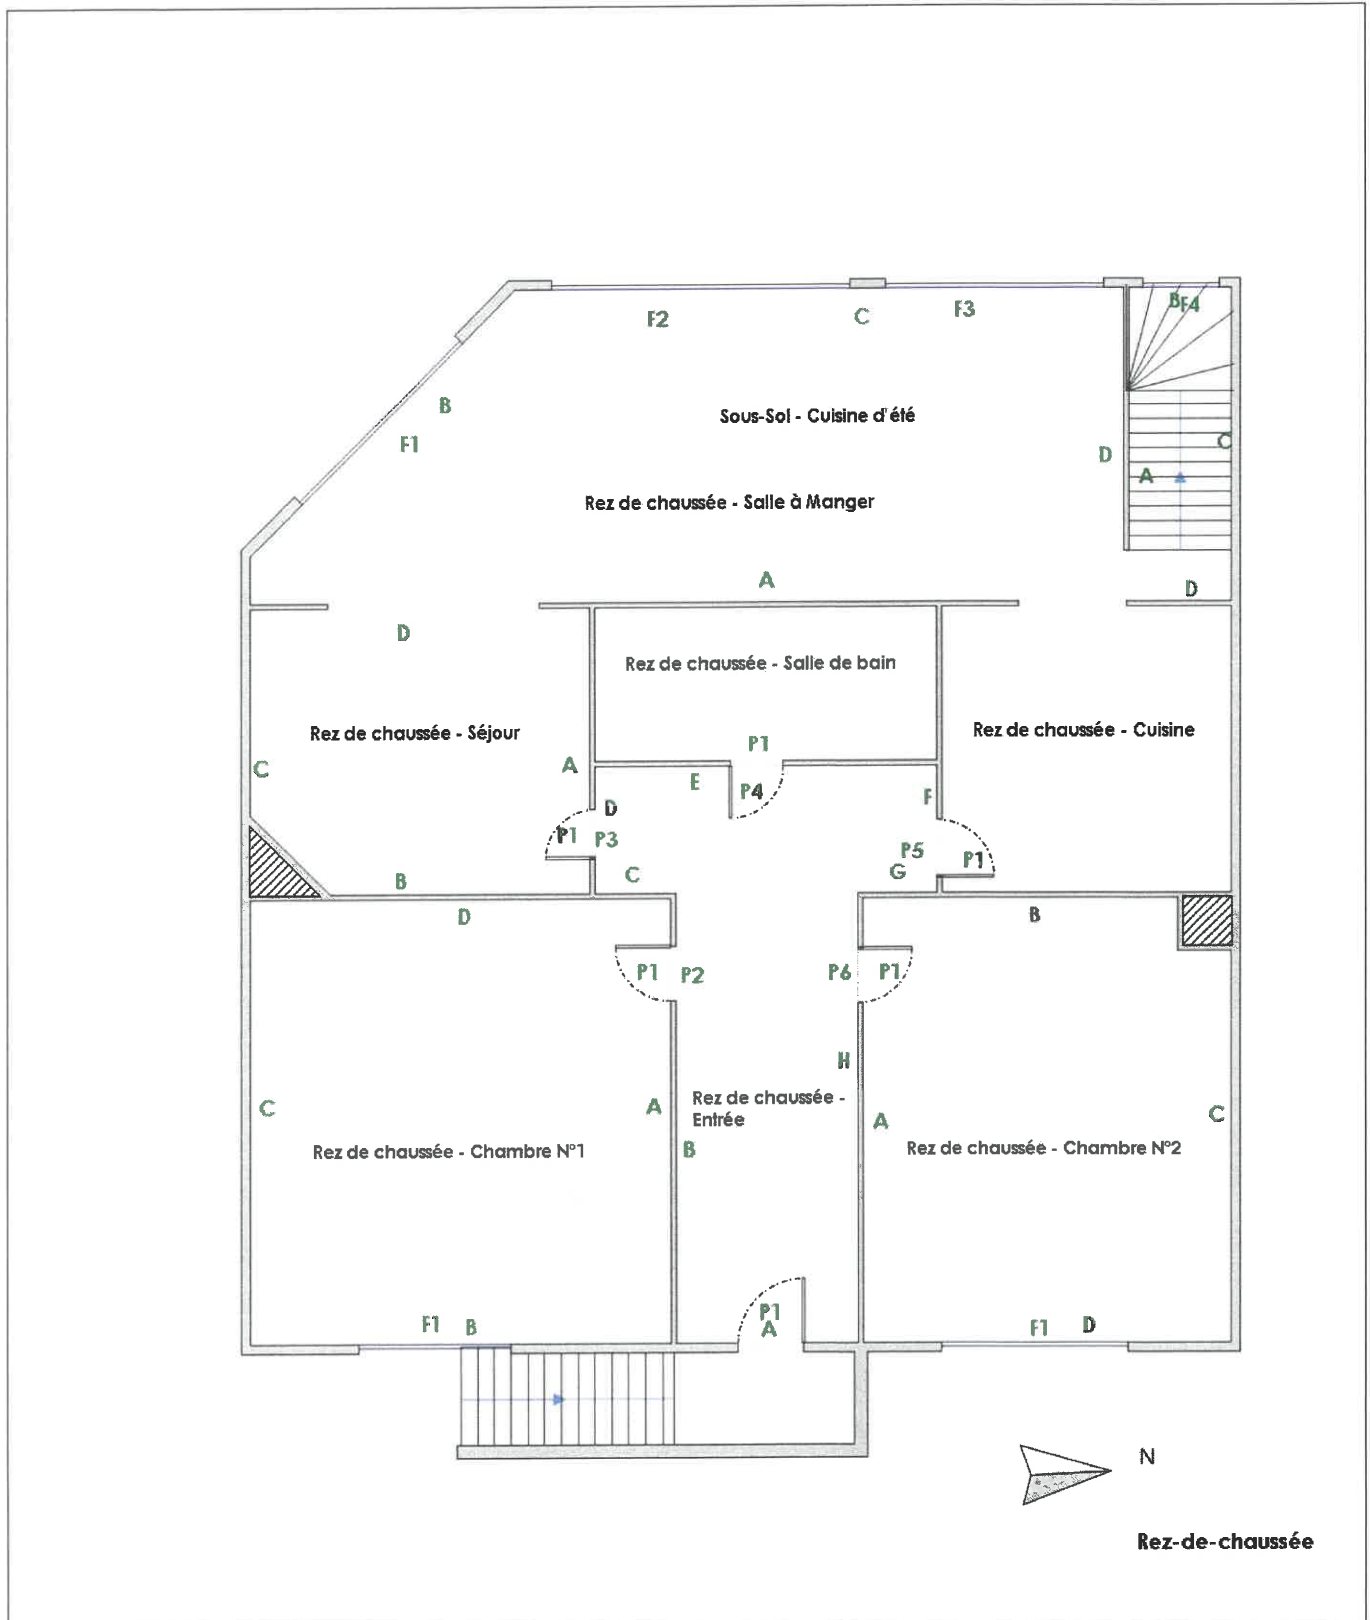 B F4
F2 C F3
B
Sous-Sol - Cuisine d'été
F1 D C
A
Rez de chaussée - Salle à Manger
A D
D
Rez de chaussée - Salle de bain
Rez de chaussée - Séjour
Rez de chaussée - Cuisine
P1
C A
E P4 F
D
P1 P3 P5 P1
C G
B
D B
P1 P2 P6 P1
H
Rez de chaussée -
Entrée
C A A C
B
Rez de chaussée - Chambre N°1
Rez de chaussée - Chambre N°2
P1
F1 B A F1 D
N
Rez-de-chaussée